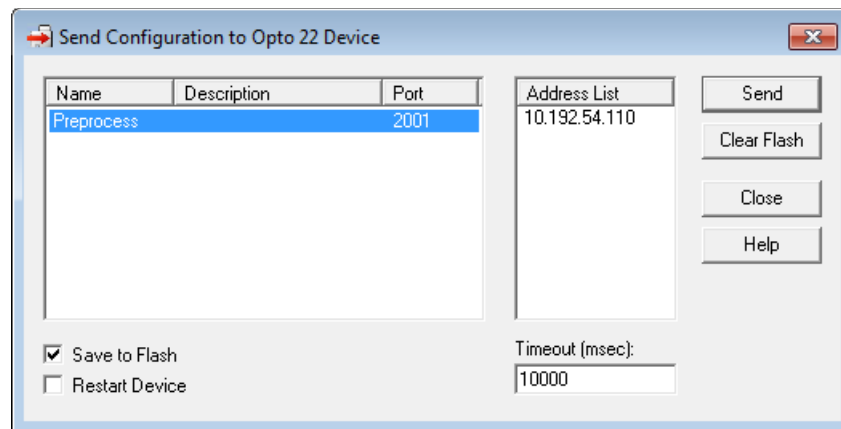 Send Configuration to Opto 22 Device
Name Description Port
Preprocess 2001
Address List
10.192.54.110
Send
Clear Flash
Close
Help
Save to Flash
Restart Device
Timeout (msec):
10000